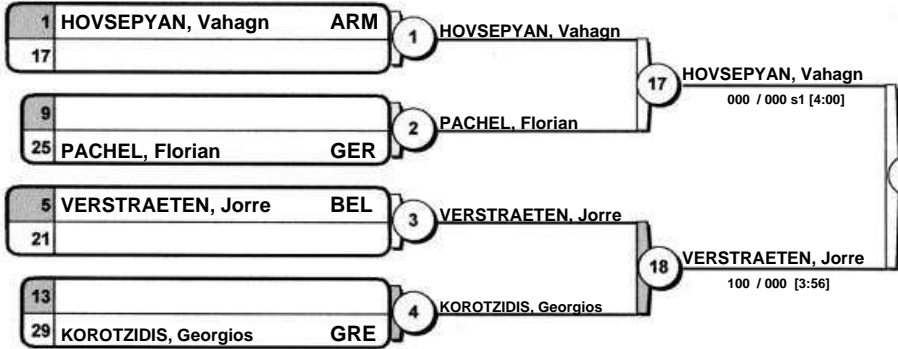 1 HOVSEPYAN, Vahagn ARM
17
1
HOVSEPYAN, Vahagn
9
25 PACHEL, Florian GER
2
PACHEL, Florian
17
HOVSEPYAN, Vahagn
000 / 000 s1 [4:00]
5 VERSTRAETEN, Jorre BEL
21
3
VERSTRAETEN, Jorre
13
29 KOROTZIDIS, Georgios GRE
4
KOROTZIDIS, Georgios
18
VERSTRAETEN, Jorre
100 / 000 [3:56]